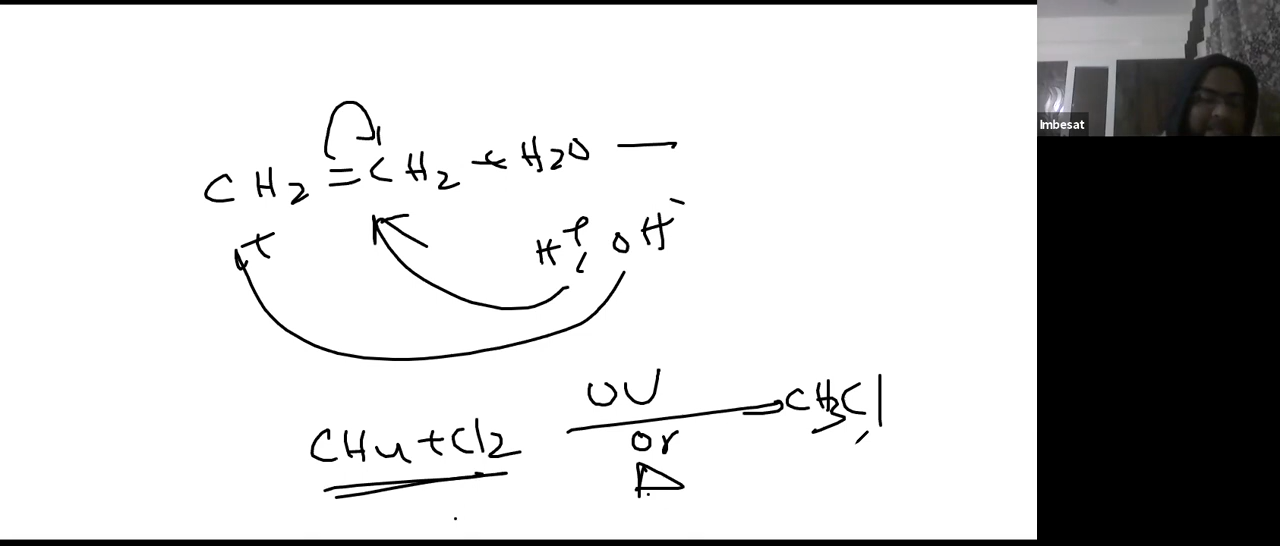 CH2 = CH2 + H2O —
+ H+ OH-
UV
CH4 + Cl2 → CH3Cl
or
Δ
Imbesat